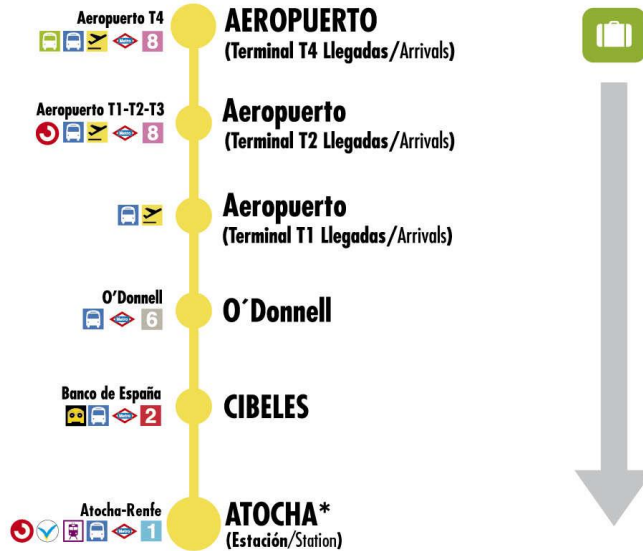 Aeropuerto T4
8
AEROPUERTO
(Terminal T4 Llegadas/Arrivals)
Aeropuerto T1-T2-T3
8
Aeropuerto
(Terminal T2 Llegadas/Arrivals)
Aeropuerto
(Terminal T1 Llegadas/Arrivals)
O'Donnell
6
O´Donnell
Banco de España
2
CIBELES
Atocha-Renfe
1
ATOCHA*
(Estación/Station)